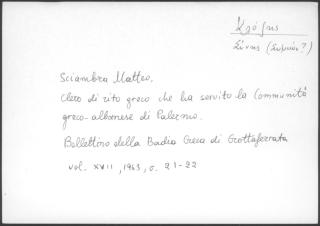 Sciambra Matteo.
Clero di rito greco che ha servito la Comunità
greco-albanese di Palermo.
Bollettino della Badia Greca di Grottaferrata
vol. XVII, 1963, σ. 21-22